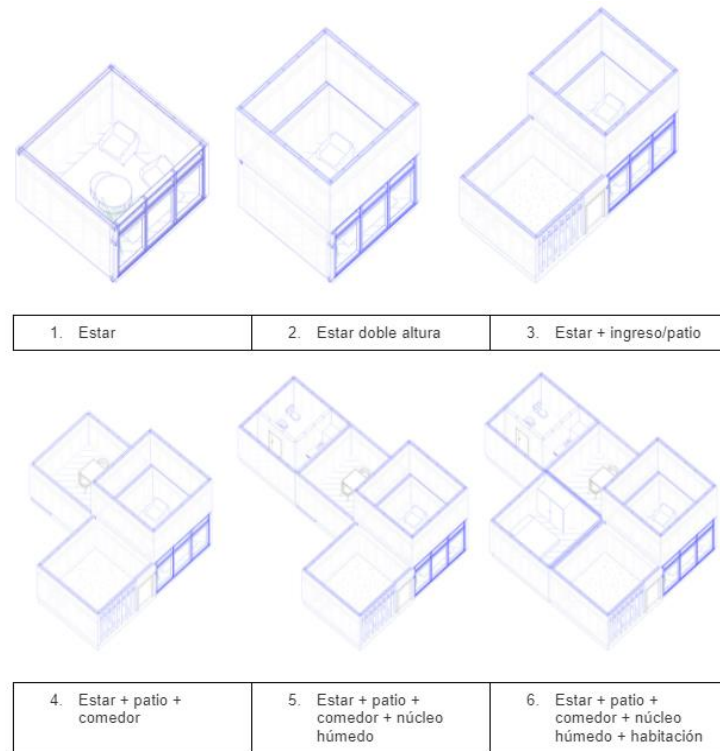 1. Estar
2. Estar doble altura
3. Estar + ingreso/patio
4. Estar + patio +
comedor
5. Estar + patio +
comedor + núcleo
húmedo
6. Estar + patio +
comedor + núcleo
húmedo + habitación